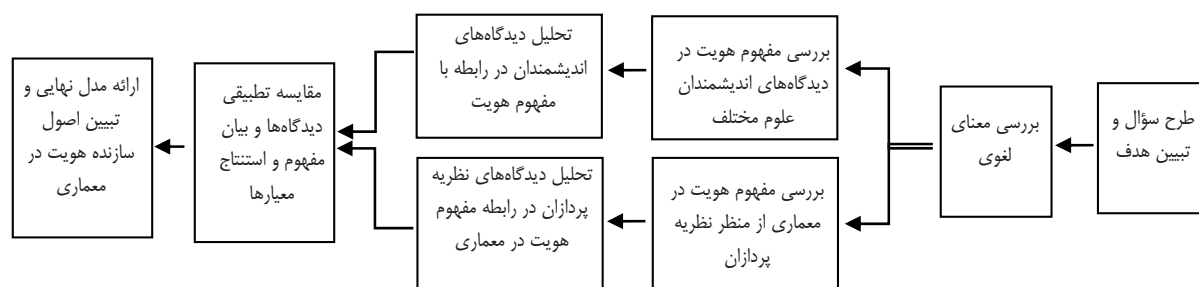 طرح سؤال و
تبیین هدف
بررسی معنای
لغوی
بررسی مفهوم هویت در
دیدگاه‌های اندیشمندان
علوم مختلف
بررسی مفهوم هویت در
معماری از منظر نظریه
پردازان
تحلیل دیدگاه‌های
اندیشمندان در رابطه با
مفهوم هویت
تحلیل دیدگاه‌های نظریه
پردازان در رابطه مفهوم
هویت در معماری
مقایسه تطبیقی
دیدگاه‌ها و بیان
مفهوم و استنتاج
معیارها
ارائه مدل نهایی و
تبیین اصول
سازنده هویت در
معماری